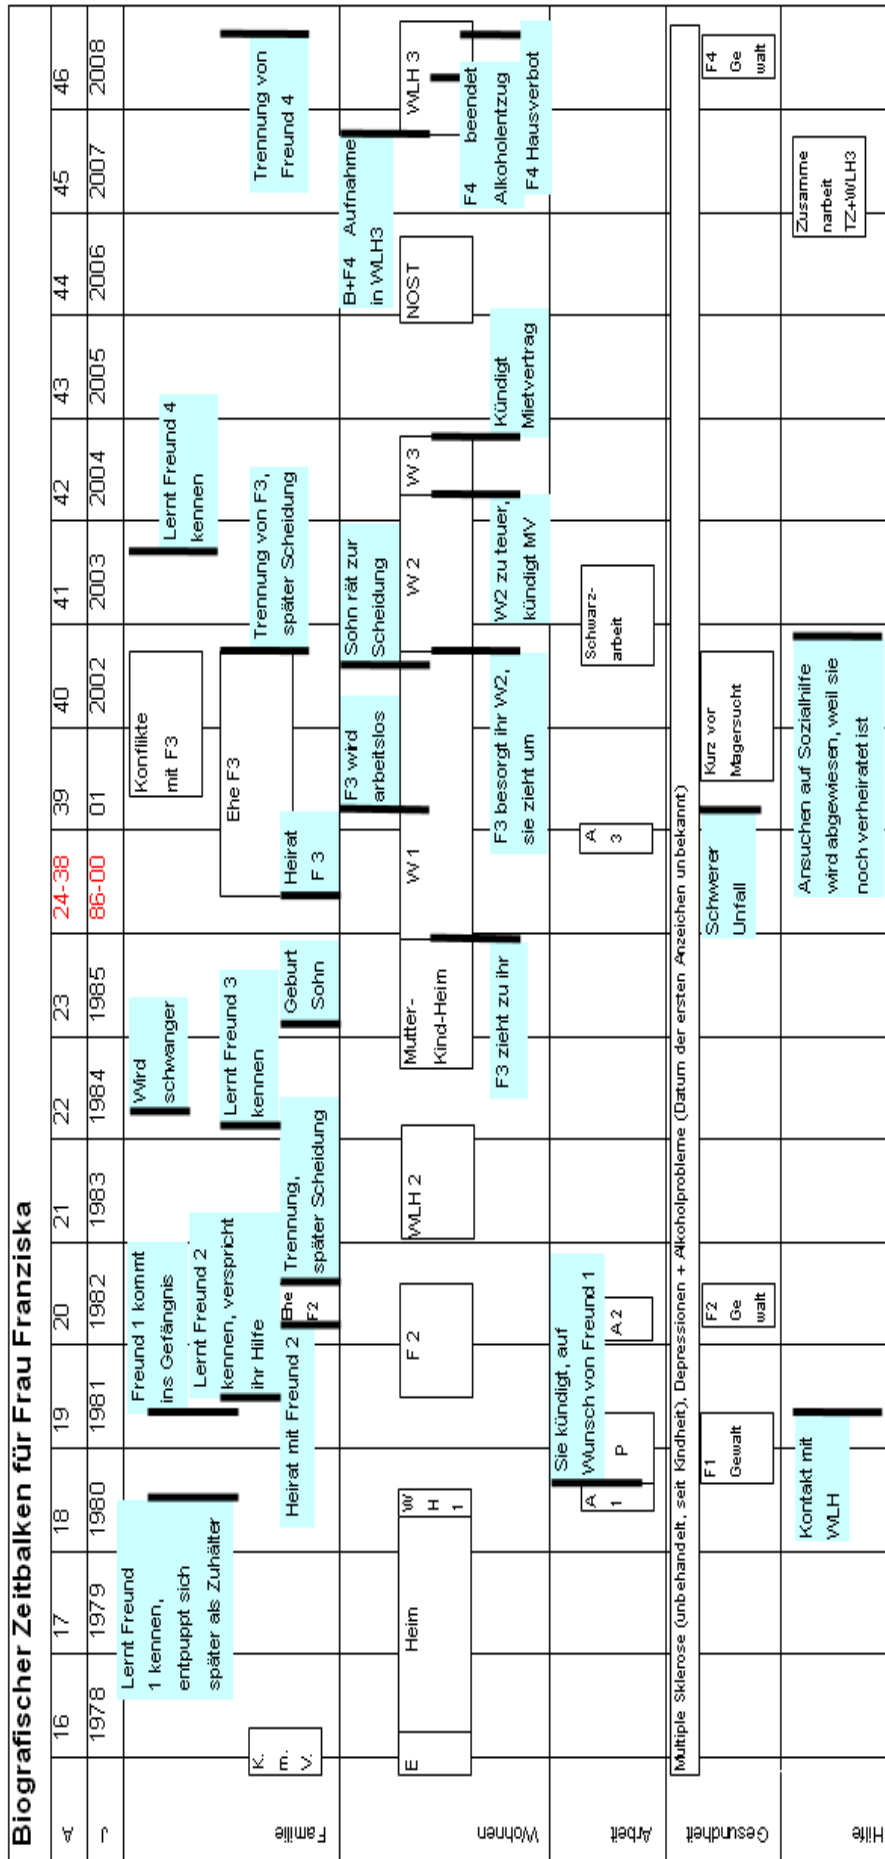 Biografischer Zeitbalken für Frau Franziska
A 16 17 18 19 20 21 22 23 24-38 39 40 41 42 43 44 45 46
J 1978 1979 1980 1981 1982 1983 1984 1985 86-00 01 2002 2003 2004 2005 2006 2007 2008
Familie
K.
m.
V.
Lernt Freund
1 kennen,
entpuppt sich
später als Zuhälter
Freund 1 kommt
ins Gefängnis
Lernt Freund 2
kennen, verspricht
ihr Hilfe
Heirat mit Freund 2
Ehe
F2
Trennung,
später Scheidung
Wird
schwanger
Lernt Freund 3
kennen
Geburt
Sohn
Heirat
F 3
Ehe F3
Konflikte
mit F3
Trennung von F3,
später Scheidung
Lernt Freund 4
kennen
Trennung von
Freund 4
Wohnen
E
Heim
W
H
1
F 2
WLH 2
Mutter-
Kind-Heim
F3 zieht zu ihr
W1
F3 wird
arbeitslos
Sohn rät zur
Scheidung
F3 besorgt ihr W2,
sie zieht um
W 2
W2 zu teuer,
kündigt MV
W 3
Kündigt
Mietvertrag
NOST
B+F4 Aufnahme
in WLH3
WLH 3
F4 beendet
Alkoholentzug
F4 Hausverbot
Arbeit
A
1
Sie kündigt, auf
Wunsch von Freund 1
P
A2
A
3
Schwarz-
arbeit
Gesundheit
Multiple Sklerose (unbehandelt, seit Kindheit), Depressionen + Alkoholprobleme (Datum der ersten Anzeichen unbekannt)
F1
Gewalt
F2
Ge
walt
Schwerer
Unfall
Kurz vor
Magersucht
F4
Ge
walt
Hilfe
Kontakt mit
WLH
Ansuchen auf Sozialhilfe
wird abgewiesen, weil sie
noch verheiratet ist
Zusamme
narbeit
TZ+WLH3